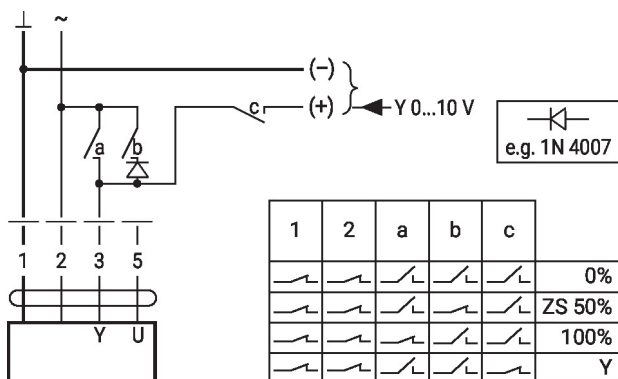 ⊥ ~
(–)
c (+) Y 0...10 V
a b
e.g. 1N 4007
1 2 3 5
Y U
1 2 a b c
0%
ZS 50%
100%
Y